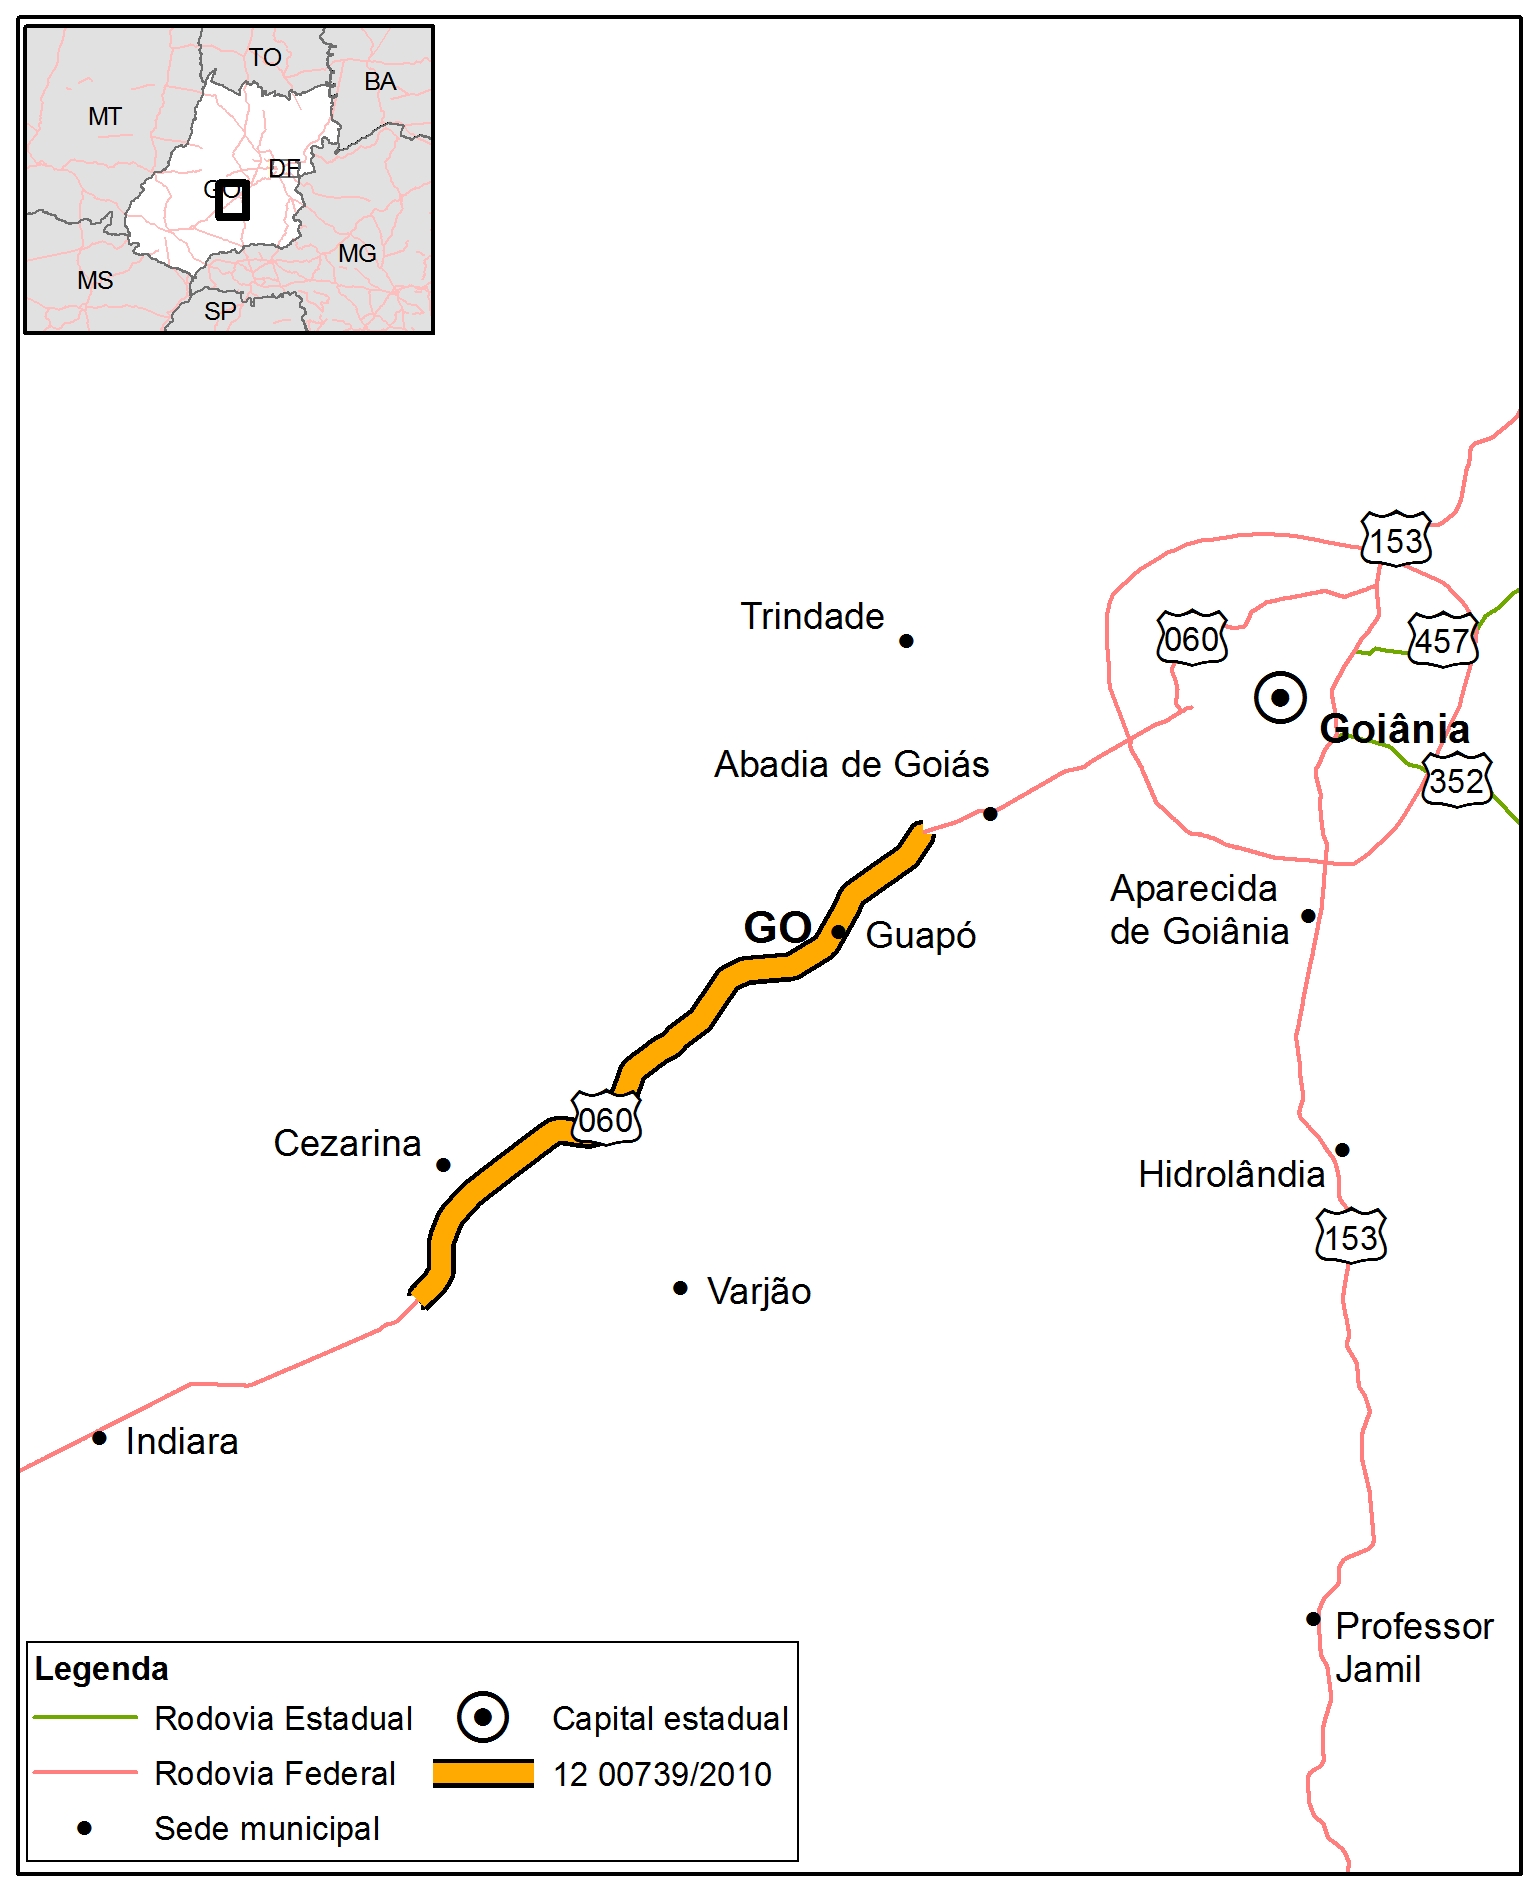 TO
BA
MT
DF
GO
MG
MS
SP
153
Trindade
060
457
Goiânia
Abadia de Goiás
352
Aparecida
de Goiânia
GO
Guapó
060
Cezarina
Hidrolândia
153
Varjão
Indiara
Professor
Jamil
Legenda
Rodovia Estadual
Capital estadual
Rodovia Federal
12 00739/2010
Sede municipal